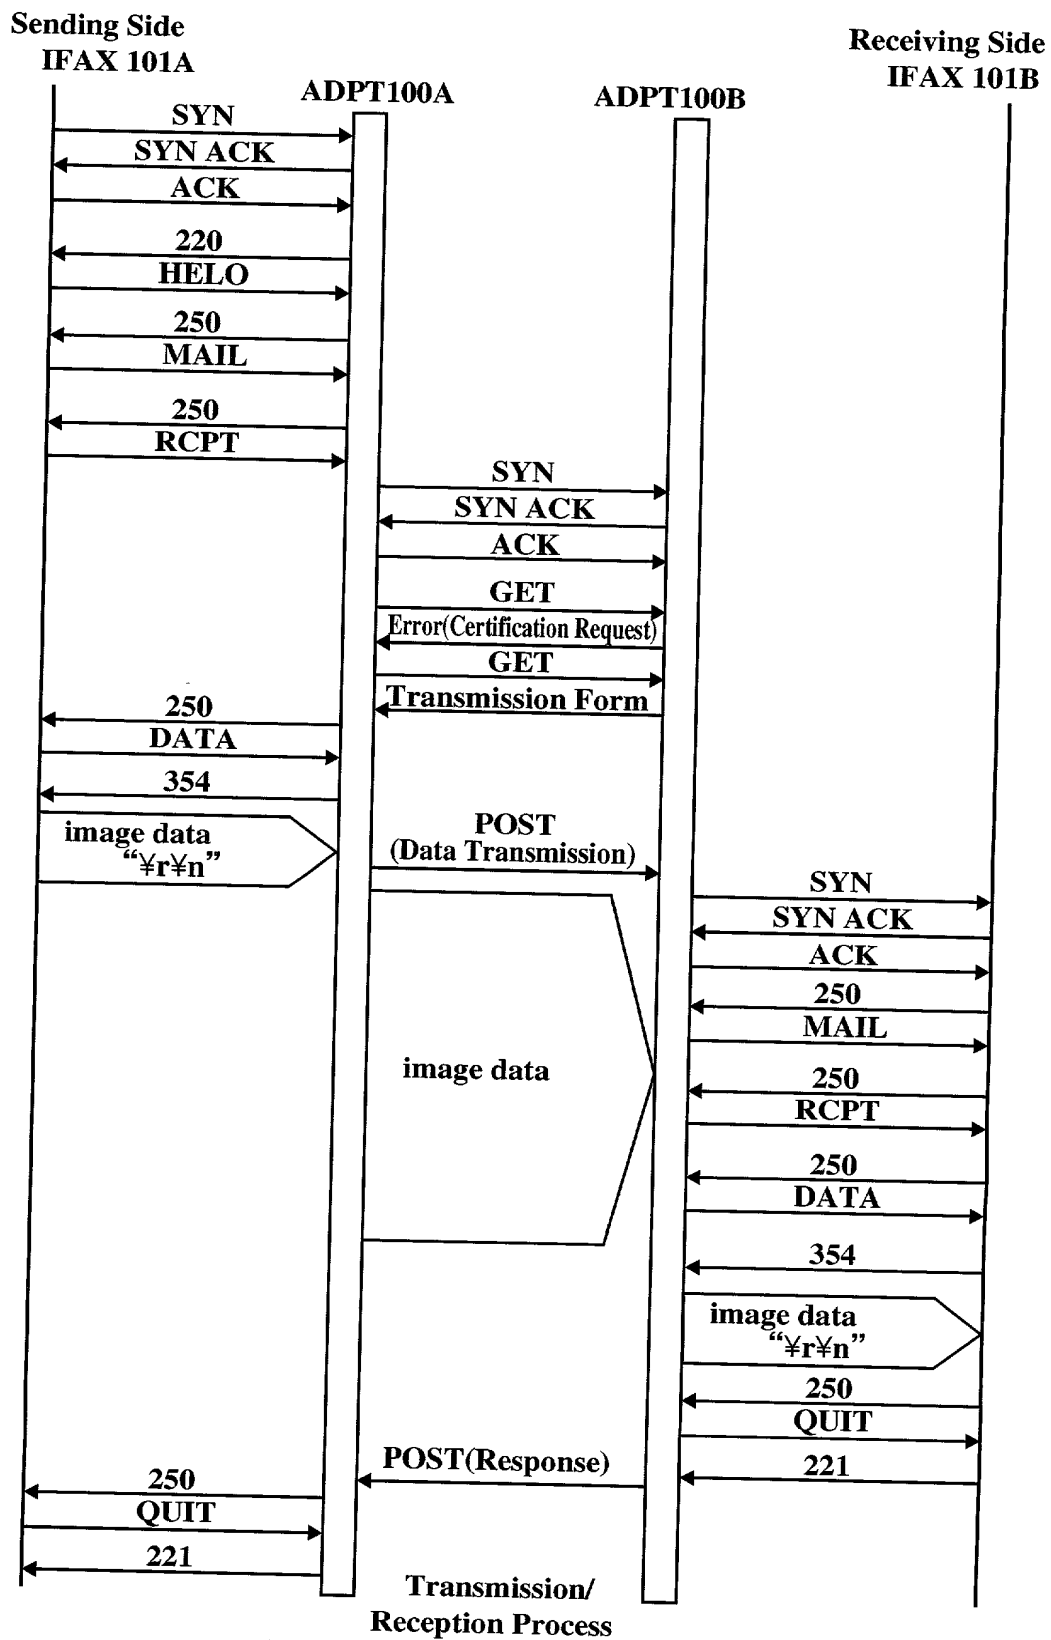 Sending Side
IFAX 101A
Receiving Side
IFAX 101B
ADPT100A
ADPT100B
SYN
SYN ACK
ACK
220
HELO
250
MAIL
250
RCPT
SYN
SYN ACK
ACK
GET
Error(Certification Request)
GET
Transmission Form
250
DATA
354
image data
“¥r¥n”
POST
(Data Transmission)
SYN
SYN ACK
ACK
250
MAIL
image data
250
RCPT
250
DATA
354
image data
“¥r¥n”
250
QUIT
POST(Response)
221
250
QUIT
221
Transmission/
Reception Process